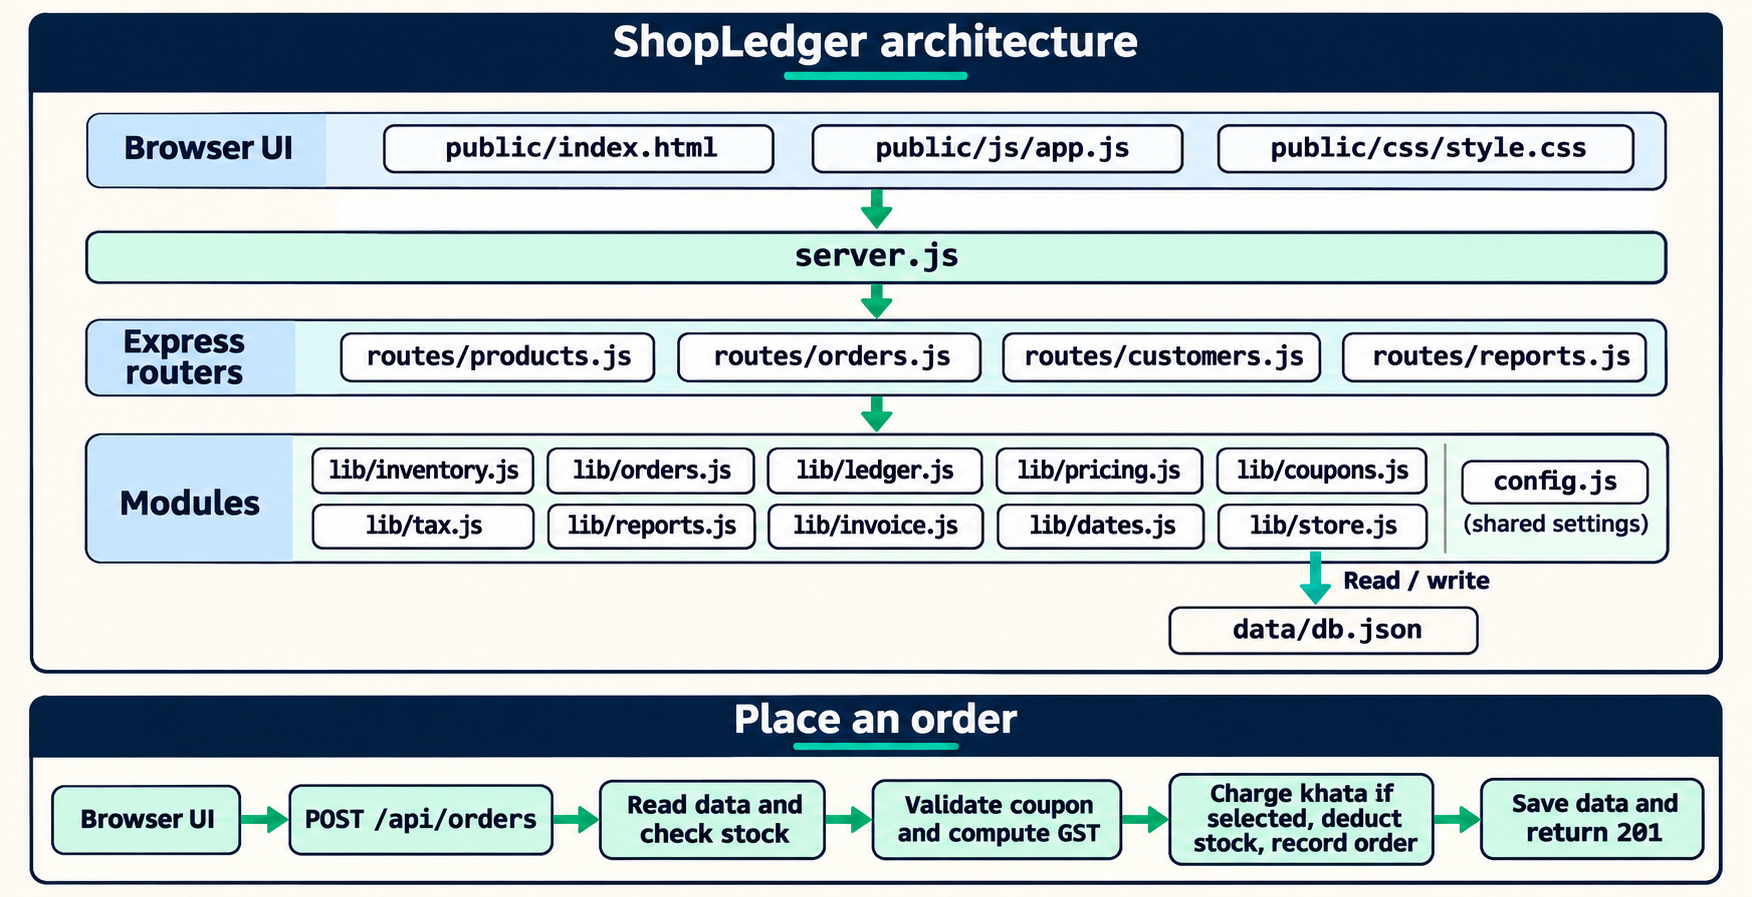 ShopLedger architecture
Browser UI
public/index.html
public/js/app.js
public/css/style.css
server.js
Express
routers
routes/products.js
routes/orders.js
routes/customers.js
routes/reports.js
Modules
lib/inventory.js
lib/orders.js
lib/ledger.js
lib/pricing.js
lib/coupons.js
lib/tax.js
lib/reports.js
lib/invoice.js
lib/dates.js
lib/store.js
config.js
(shared settings)
Read / write
data/db.json
Place an order
Browser UI
POST /api/orders
Read data and
check stock
Validate coupon
and compute GST
Charge khata if
selected, deduct
stock, record order
Save data and
return 201